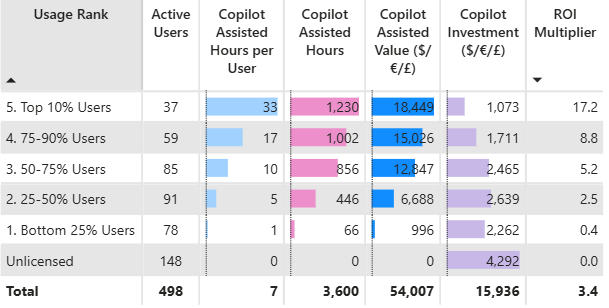 Usage Rank Active Users Copilot Assisted Hours per User Copilot Assisted Hours Copilot Assisted Value ($/€/£) Copilot Investment ($/€/£) ROI Multiplier
5. Top 10% Users 37 33 1,230 18,449 1,073 17.2
4. 75-90% Users 59 17 1,002 15,026 1,711 8.8
3. 50-75% Users 85 10 856 12,847 2,465 5.2
2. 25-50% Users 91 5 446 6,688 2,639 2.5
1. Bottom 25% Users 78 1 66 996 2,262 0.4
Unlicensed 148 0 0 0 4,292 0.0
Total 498 7 3,600 54,007 15,936 3.4